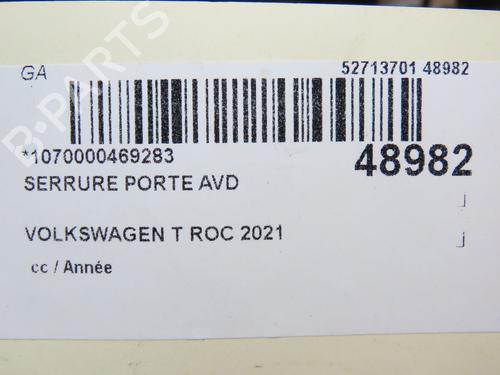 GA
52713701 48982
*1070000469283
48982
SERRURE PORTE AVD
VOLKSWAGEN T ROC 2021
cc / Année
B-PARTS